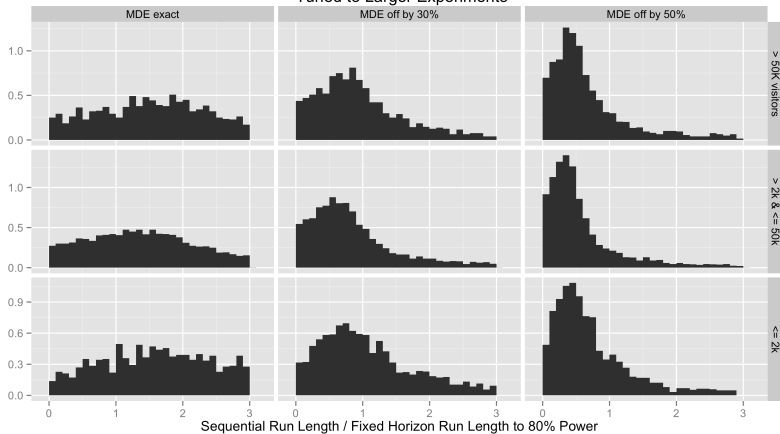 Tuned to Larger Experiments
MDE exact
MDE off by 30%
MDE off by 50%
1.0
0.5
0.0
> 50K visitors
1.0
0.5
0.0
> 2k & <= 50k
0.9
0.6
0.3
0.0
<= 2k
0 1 2 3
0 1 2 3
0 1 2 3
Sequential Run Length / Fixed Horizon Run Length to 80% Power